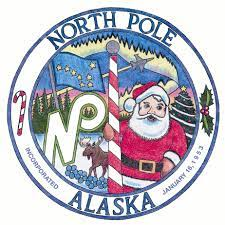 NORTH POLE
NP
INCORPORATED
JANUARY 15, 1953
ALASKA